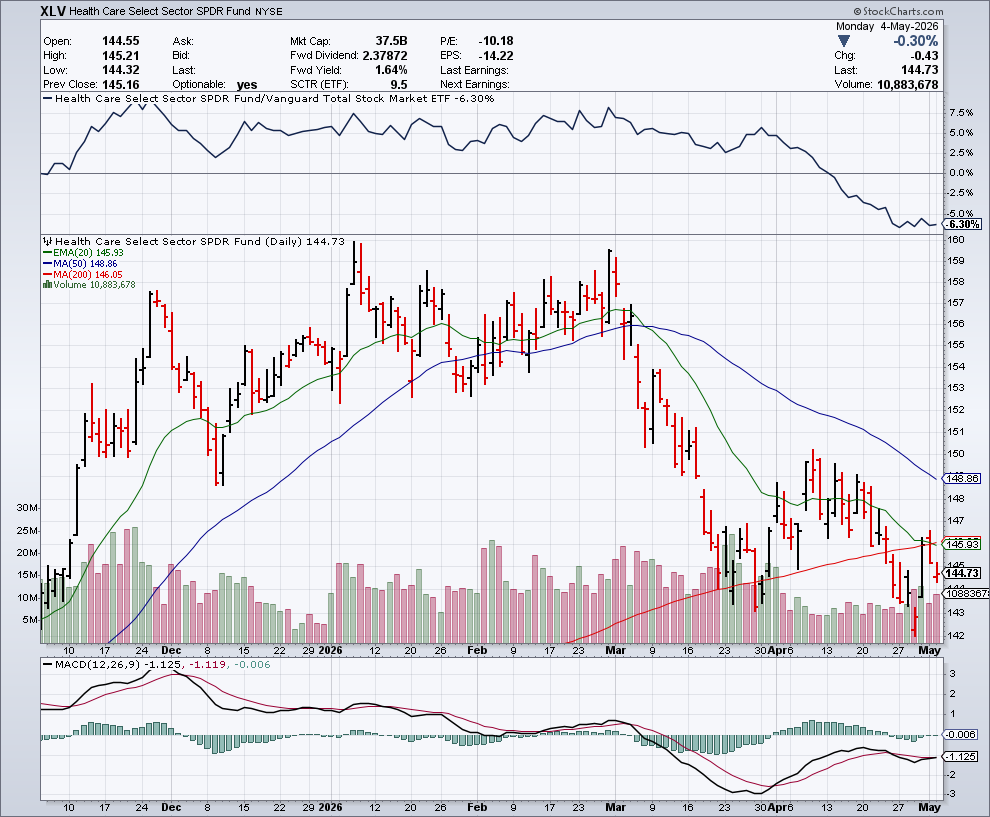 XLV Health Care Select Sector SPDR Fund NYSE
© StockCharts.com
Monday 4-May-2026
Open: 144.55 Ask: Mkt Cap: 37.5B P/E: -10.18 ▼ -0.30%
High: 145.21 Bid: Fwd Dividend: 2.37872 EPS: -14.22 Chg: -0.43
Low: 144.32 Last: Fwd Yield: 1.64% Last Earnings: Last: 144.73
Prev Close: 145.16 Optionable: yes SCTR (ETF): 9.5 Next Earnings: Volume: 10,883,678
Health Care Select Sector SPDR Fund/Vanguard Total Stock Market ETF -6.30%
7.5%
5.0%
2.5%
0.0%
-2.5%
-5.0%
-6.30%
Health Care Select Sector SPDR Fund (Daily) 144.73
EMA(20) 145.93
MA(50) 148.86
MA(200) 146.05
Volume 10,883,678
160
159
158
157
156
155
154
153
152
151
150
148.86
148
147
145.93
145
144.73
144
10883678
143
142
30M
25M
20M
15M
10M
5M
10 17 24 Dec 8 15 22 29 2026 12 20 26 Feb 9 17 23 Mar 9 16 23 30 Apr 6 13 20 27 May
MACD(12,26,9) -1.125, -1.119, -0.006
3
2
1
-0.006
-1.125
-2
-3
10 17 24 Dec 8 15 22 29 2026 12 20 26 Feb 9 17 23 Mar 9 16 23 30 Apr 6 13 20 27 May